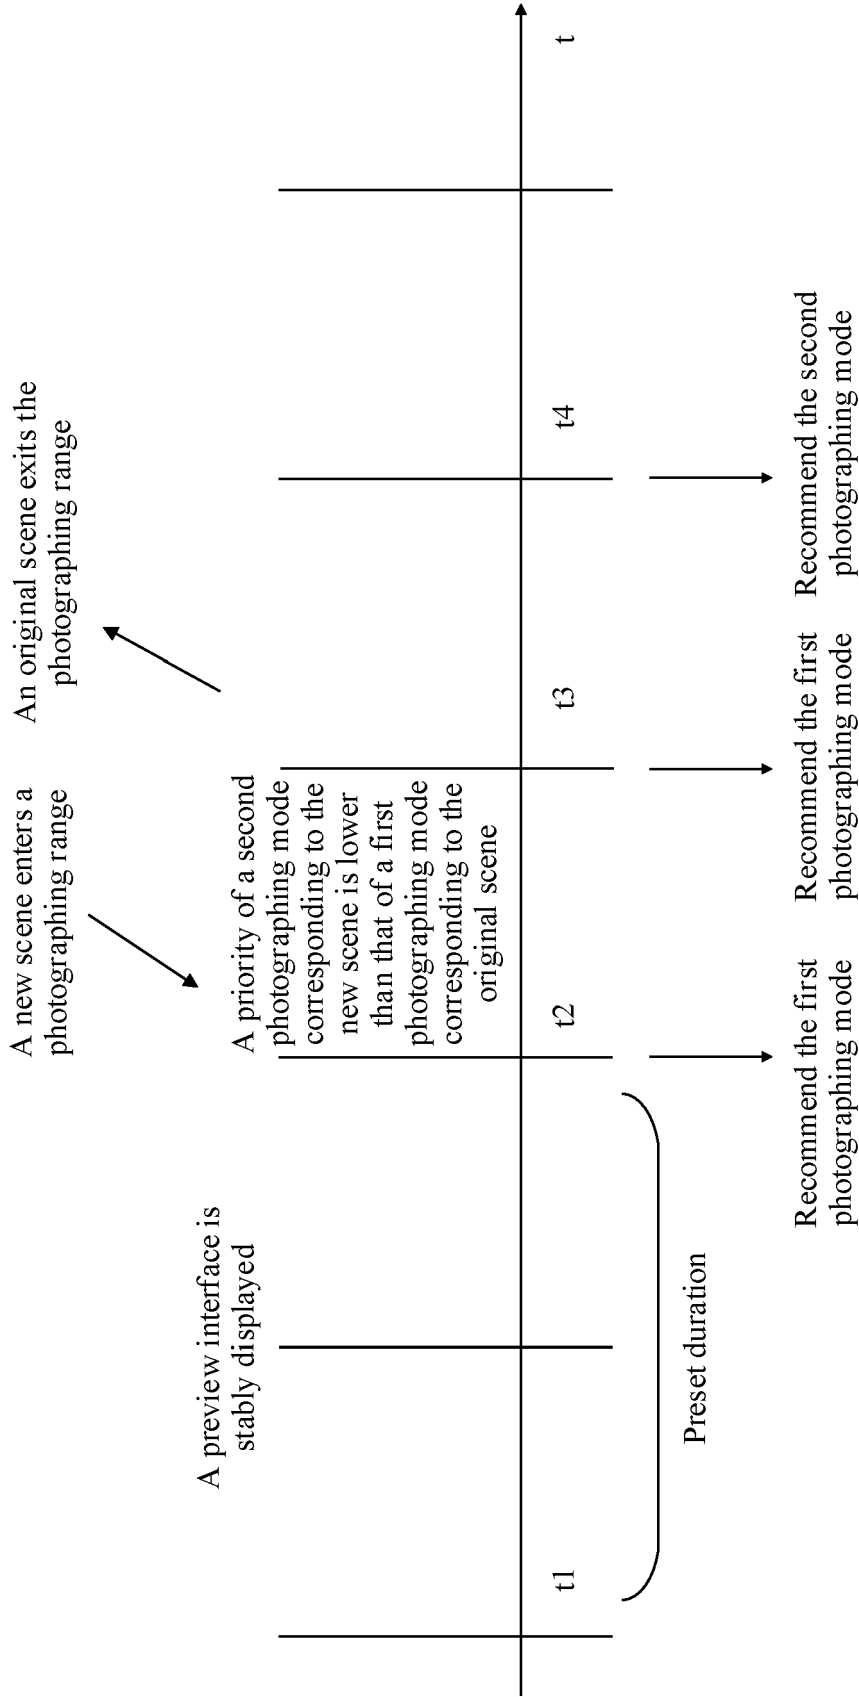 A new scene enters a
photographing range
An original scene exits the
photographing range
A preview interface is
stably displayed
A priority of a second
photographing mode
corresponding to the
new scene is lower
than that of a first
photographing mode
corresponding to the
original scene
t1
t2
t3
t4
t
Preset duration
Recommend the first
photographing mode
Recommend the first
photographing mode
Recommend the second
photographing mode